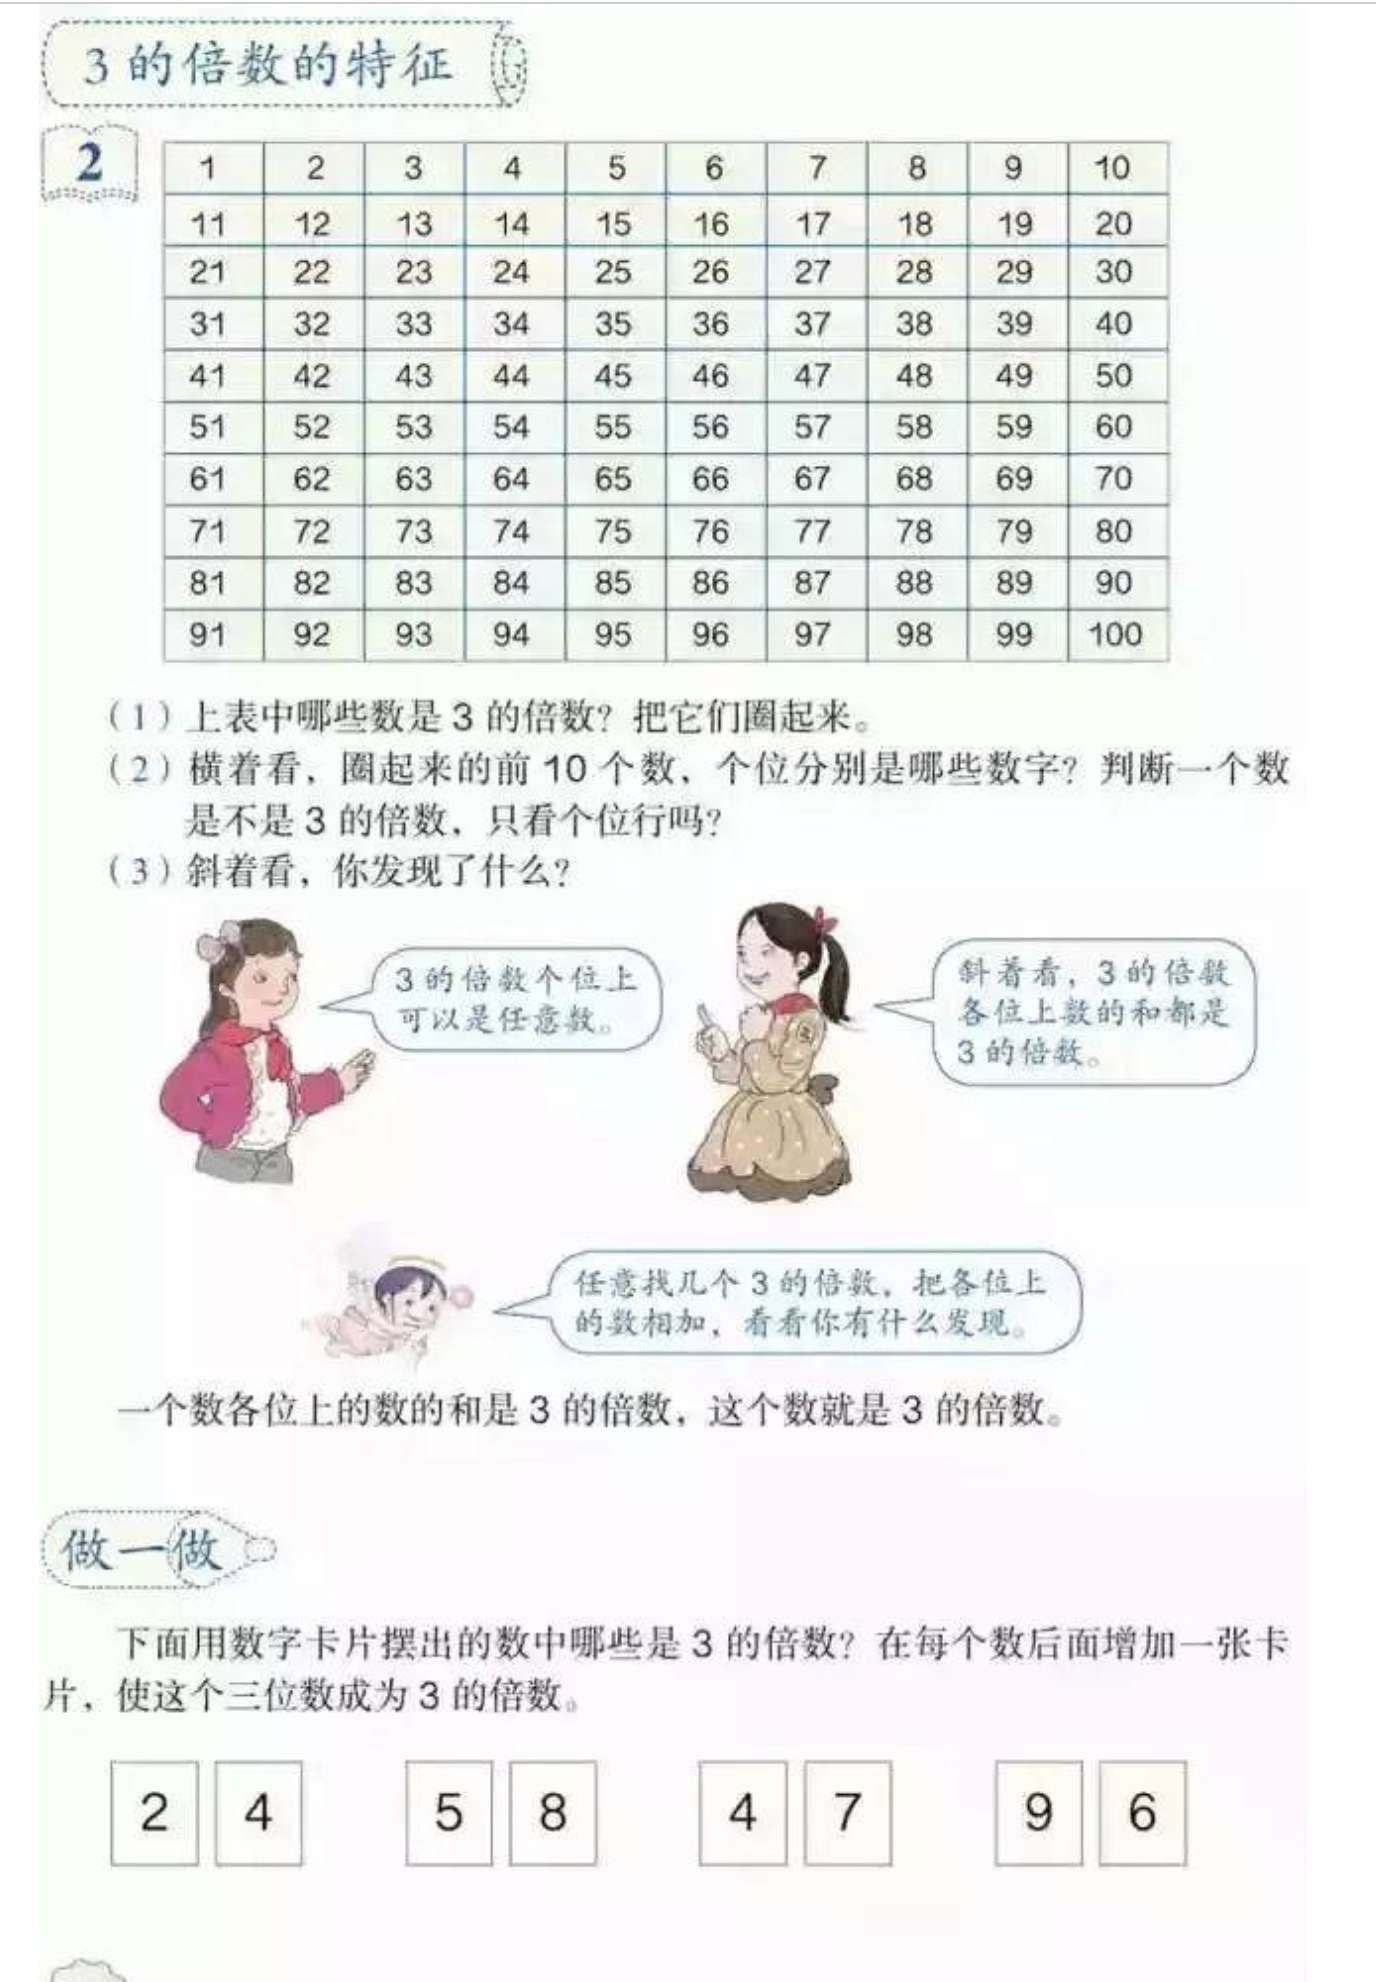 3的倍数的特征
2
1 2 3 4 5 6 7 8 9 10
11 12 13 14 15 16 17 18 19 20
21 22 23 24 25 26 27 28 29 30
31 32 33 34 35 36 37 38 39 40
41 42 43 44 45 46 47 48 49 50
51 52 53 54 55 56 57 58 59 60
61 62 63 64 65 66 67 68 69 70
71 72 73 74 75 76 77 78 79 80
81 82 83 84 85 86 87 88 89 90
91 92 93 94 95 96 97 98 99 100
（1）上表中哪些数是3的倍数？把它们圈起来。
（2）横着看，圈起来的前10个数，个位分别是哪些数字？判断一个数
是不是3的倍数，只看个位行吗？
（3）斜着看，你发现了什么？
3的倍数个位上
可以是任意数。
斜着看，3的倍数
各位上数的和都是
3的倍数。
任意找几个3的倍数，把各位上
的数相加，看看你有什么发现。
一个数各位上的数的和是3的倍数，这个数就是3的倍数。
做一做
下面用数字卡片摆出的数中哪些是3的倍数？在每个数后面增加一张卡
片，使这个三位数成为3的倍数。
2 4 5 8 4 7 9 6